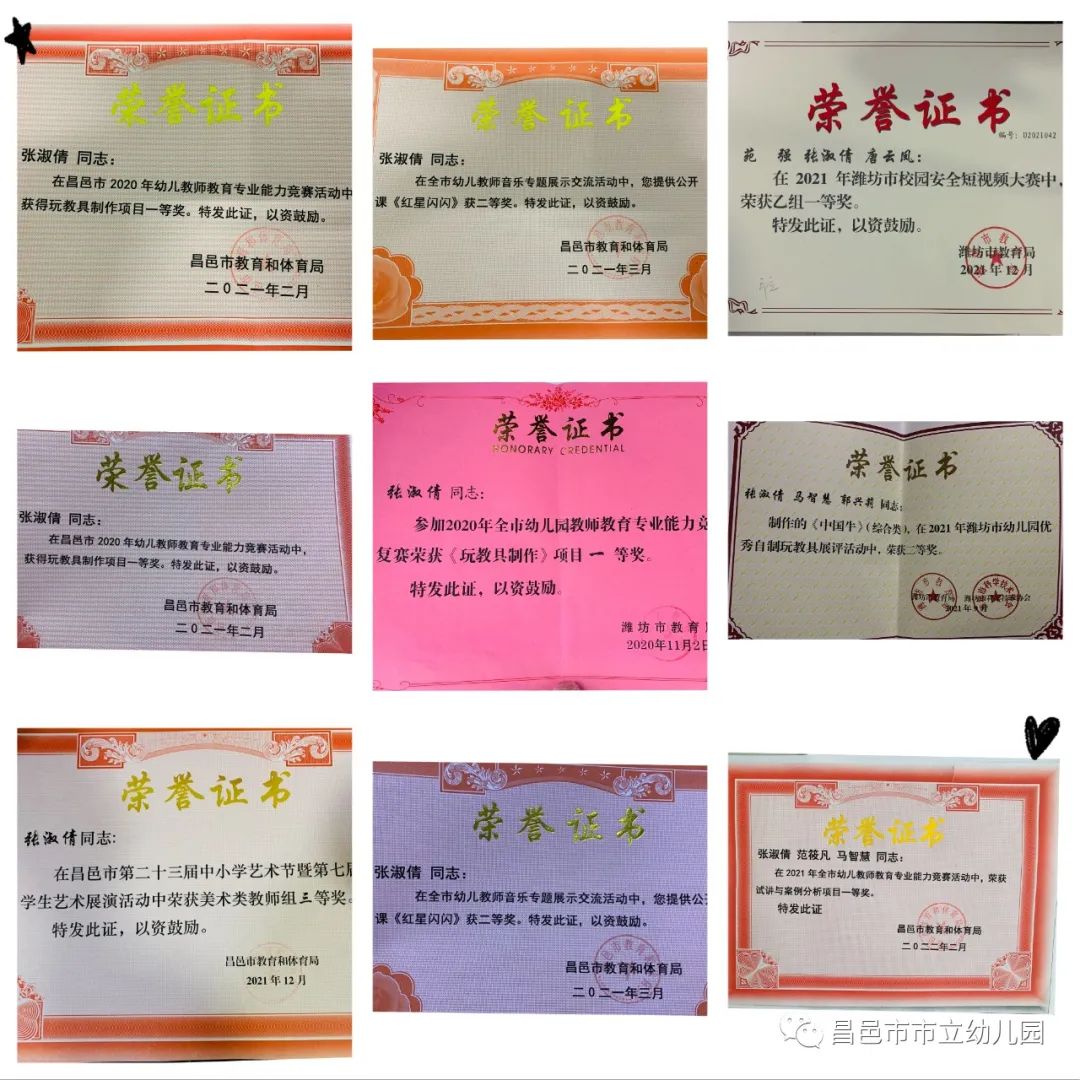 荣誉证书
张淑倩 同志：
在昌邑市2020年幼儿教师教育专业能力竞赛活动中
获得玩教具制作项目一等奖。特发此证，以资鼓励。
昌邑市教育和体育局
二〇二一年二月
荣誉证书
张淑倩 同志：
在全市幼儿教师音乐专题展示交流活动中，您提供公开
课《红星闪闪》获二等奖。特发此证，以资鼓励。
昌邑市教育和体育局
二〇二一年三月
荣誉证书
编号：D2021042
苑 强 张淑倩 唐云凤：
在 2021 年潍坊市校园安全短视频大赛中，
荣获乙组一等奖。
特发此证，以资鼓励。
潍坊市教育局
2021 年 12 月
荣誉证书
张淑倩 同志：
在昌邑市 2020 年幼儿教师教育专业能力竞赛活动中，
获得玩教具制作项目一等奖。特发此证，以资鼓励。
昌邑市教育和体育局
二〇二一年二月
荣誉证书
HONORARY CREDENTIAL
张淑倩 同志：
参加2020年全市幼儿园教师教育专业能力竞
复赛荣获《玩教具制作》项目 一 等奖。
特发此证，以资鼓励。
潍坊市教育
2020年11月2日
荣誉证书
张淑倩 马智慧 郭兴莉 同志：
制作的《中国牛》（综合类），在 2021 年潍坊市幼儿园优
秀自制玩教具展评活动中，荣获二等奖。
潍坊市教育局 潍坊市科学技术协会
2021年9月
荣誉证书
张淑倩同志：
在昌邑市第二十三届中小学艺术节暨第七届
学生艺术展演活动中荣获美术类教师组三等奖。
特发此证，以资鼓励。
昌邑市教育和体育局
2021 年 12 月
荣誉证书
张淑倩 同志：
在全市幼儿教师音乐专题展示交流活动中，您提供公开
课《红星闪闪》获二等奖。特发此证，以资鼓励。
昌邑市教育和体育局
二〇二一年三月
荣誉证书
张淑倩 范筱凡 马智慧 同志：
在 2021 年全市幼儿教师教育专业能力竞赛活动中，荣获
试讲与案例分析项目一等奖。
特发此证
昌邑市教育和体育局
二〇二二年二月
昌邑市市立幼儿园